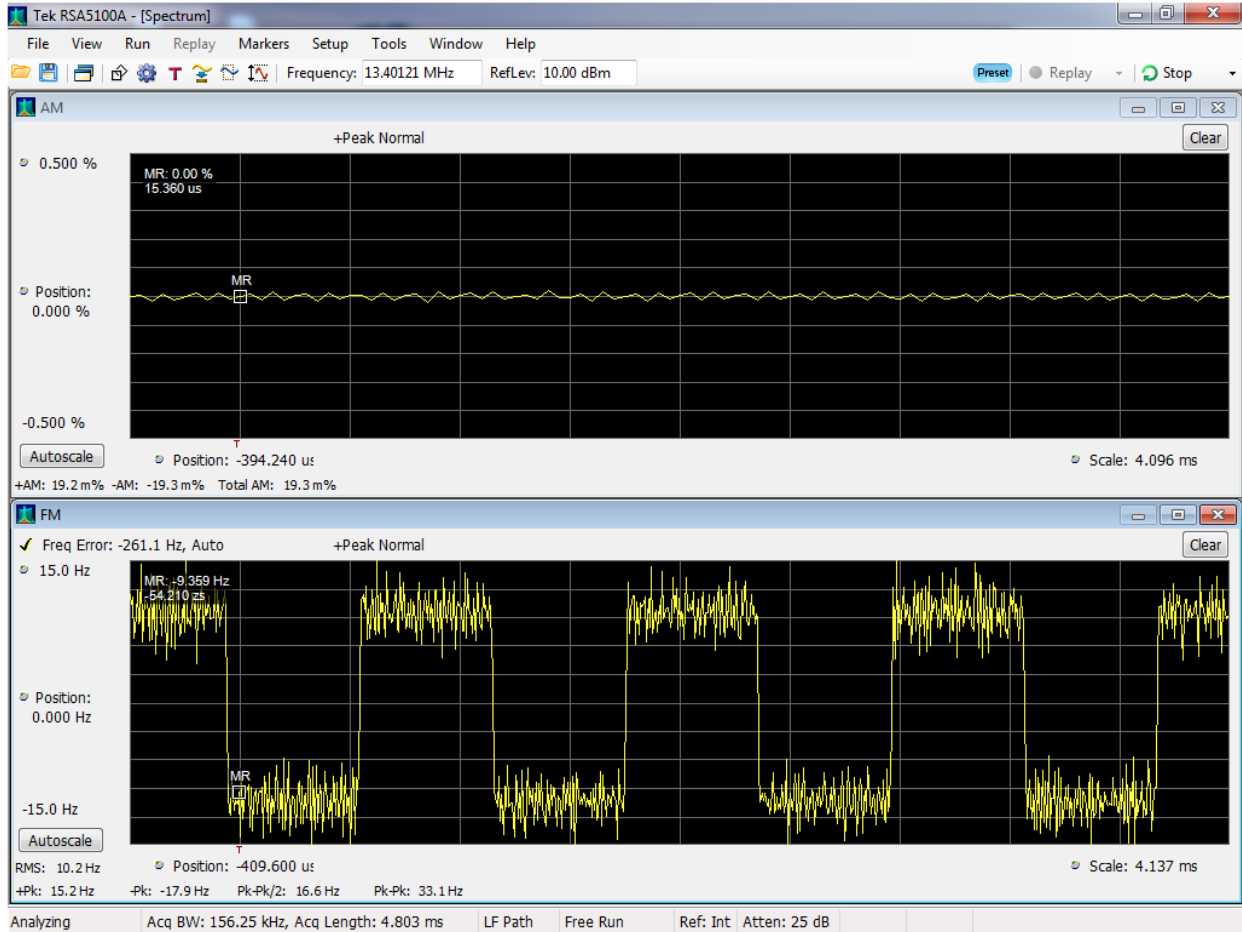 Tek RSA5100A - [Spectrum]
File View Run Replay Markers Setup Tools Window Help
T Frequency: 13.40121 MHz RefLev: 10.00 dBm Preset Replay Stop
AM
+Peak Normal Clear
0.500 %
MR: 0.00 %
15.360 us
MR
Position:
0.000 %
-0.500 %
T
Autoscale Position: -394.240 us Scale: 4.096 ms
+AM: 19.2 m% -AM: -19.3 m% Total AM: 19.3 m%
FM
Freq Error: -261.1 Hz, Auto +Peak Normal Clear
15.0 Hz
MR: -9.359 Hz
-54.210 zs
Position:
0.000 Hz
MR
-15.0 Hz
Autoscale
T
RMS: 10.2 Hz Position: -409.600 us Scale: 4.137 ms
+Pk: 15.2 Hz -Pk: -17.9 Hz Pk-Pk/2: 16.6 Hz Pk-Pk: 33.1 Hz
Analyzing Acq BW: 156.25 kHz, Acq Length: 4.803 ms LF Path Free Run Ref: Int Atten: 25 dB